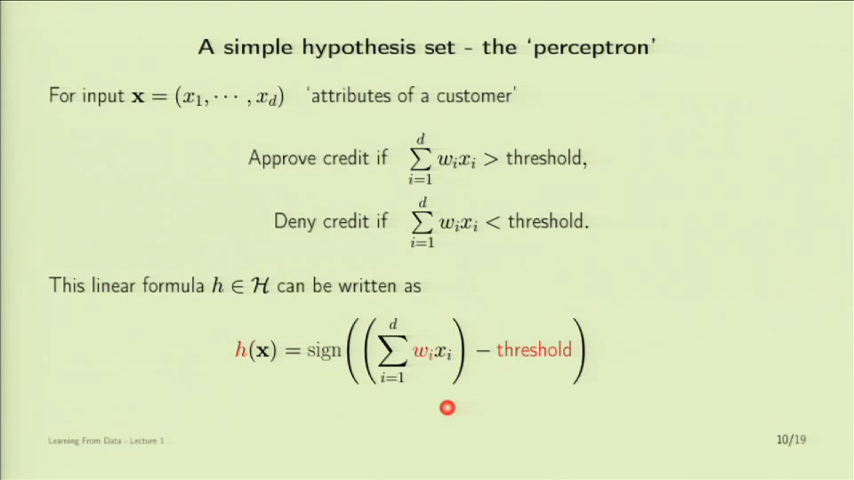 A simple hypothesis set - the ‘perceptron’
For input x = (x₁, ⋯ , x_d) ‘attributes of a customer’
Approve credit if ∑_{i=1}^{d} wᵢxᵢ > threshold,
Deny credit if ∑_{i=1}^{d} wᵢxᵢ < threshold.
This linear formula h ∈ ℋ can be written as
h(x) = sign((∑_{i=1}^{d} wᵢxᵢ) − threshold)
Learning From Data - Lecture 1
10/19